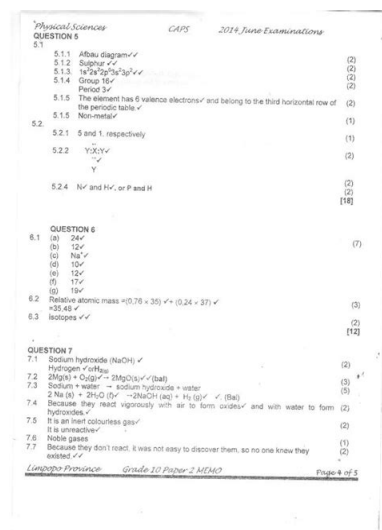 Physical Sciences CAPS 2014 June Examinations
QUESTION 5
5.1
5.1.1 Afbau diagram✓✓ (2)
5.1.2 Sulphur ✓✓ (2)
5.1.3. 1s²2s²2p⁶3s²3p⁴✓✓ (2)
5.1.4 Group 16✓ (2)
Period 3✓
5.1.5 The element has 6 valence electrons✓ and belong to the third horizontal row of (2)
the periodic table.✓
5.1.5 Non-metal✓ (1)
5.2.
5.2.1 5 and 1. respectively (1)
5.2.2 Y:X:Y✓ (2)
✓
Y
5.2.4 N✓ and H✓. or P and H (2)
(2)
[18]
QUESTION 6
6.1 (a) 24✓
(b) 12✓ (7)
(c) Na⁺✓
(d) 10✓
(e) 12✓
(f) 17✓
(g) 19✓
6.2 Relative atomic mass =(0,76 × 35) ✓+ (0,24 × 37) ✓
=35,48 ✓ (3)
6.3 Isotopes ✓✓
(2)
[12]
QUESTION 7
7.1 Sodium hydroxide (NaOH) ✓
Hydrogen ✓or (2)
7.2 2Mg(s) + O₂(g)✓→ 2MgO(s)✓✓(bal) (3)
7.3 Sodium + water → sodium hydroxide + water (5)
2 Na (s) + 2H₂O (l)✓ →2NaOH (aq) + H₂ (g)✓ ✓. (Bal)
7.4 Because they react vigorously with air to form oxides✓ and with water to form (2)
hydroxides.✓
7.5 It is an inert colourless gas✓ (2)
It is unreactive✓
7.6 Noble gases (1)
7.7 Because they don't react, it was not easy to discover them, so no one knew they (2)
existed.✓✓
Limpopo Province Grade 10 Paper 2 MEMO Page 4 of 5